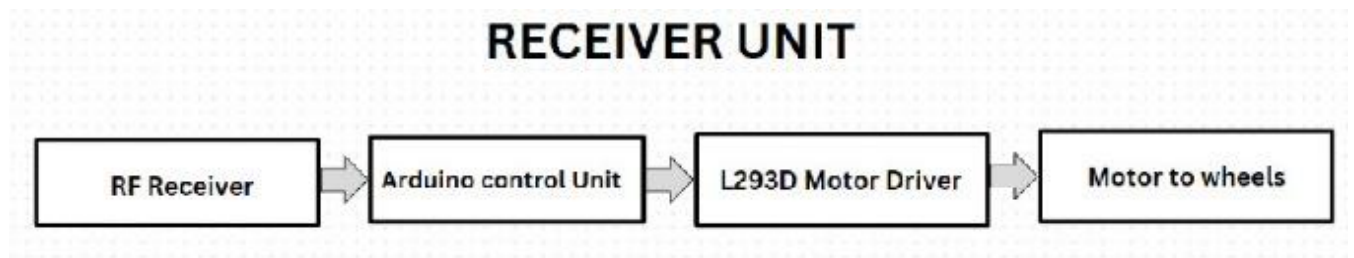 RECEIVER UNIT
RF Receiver
Arduino control Unit
L293D Motor Driver
Motor to wheels